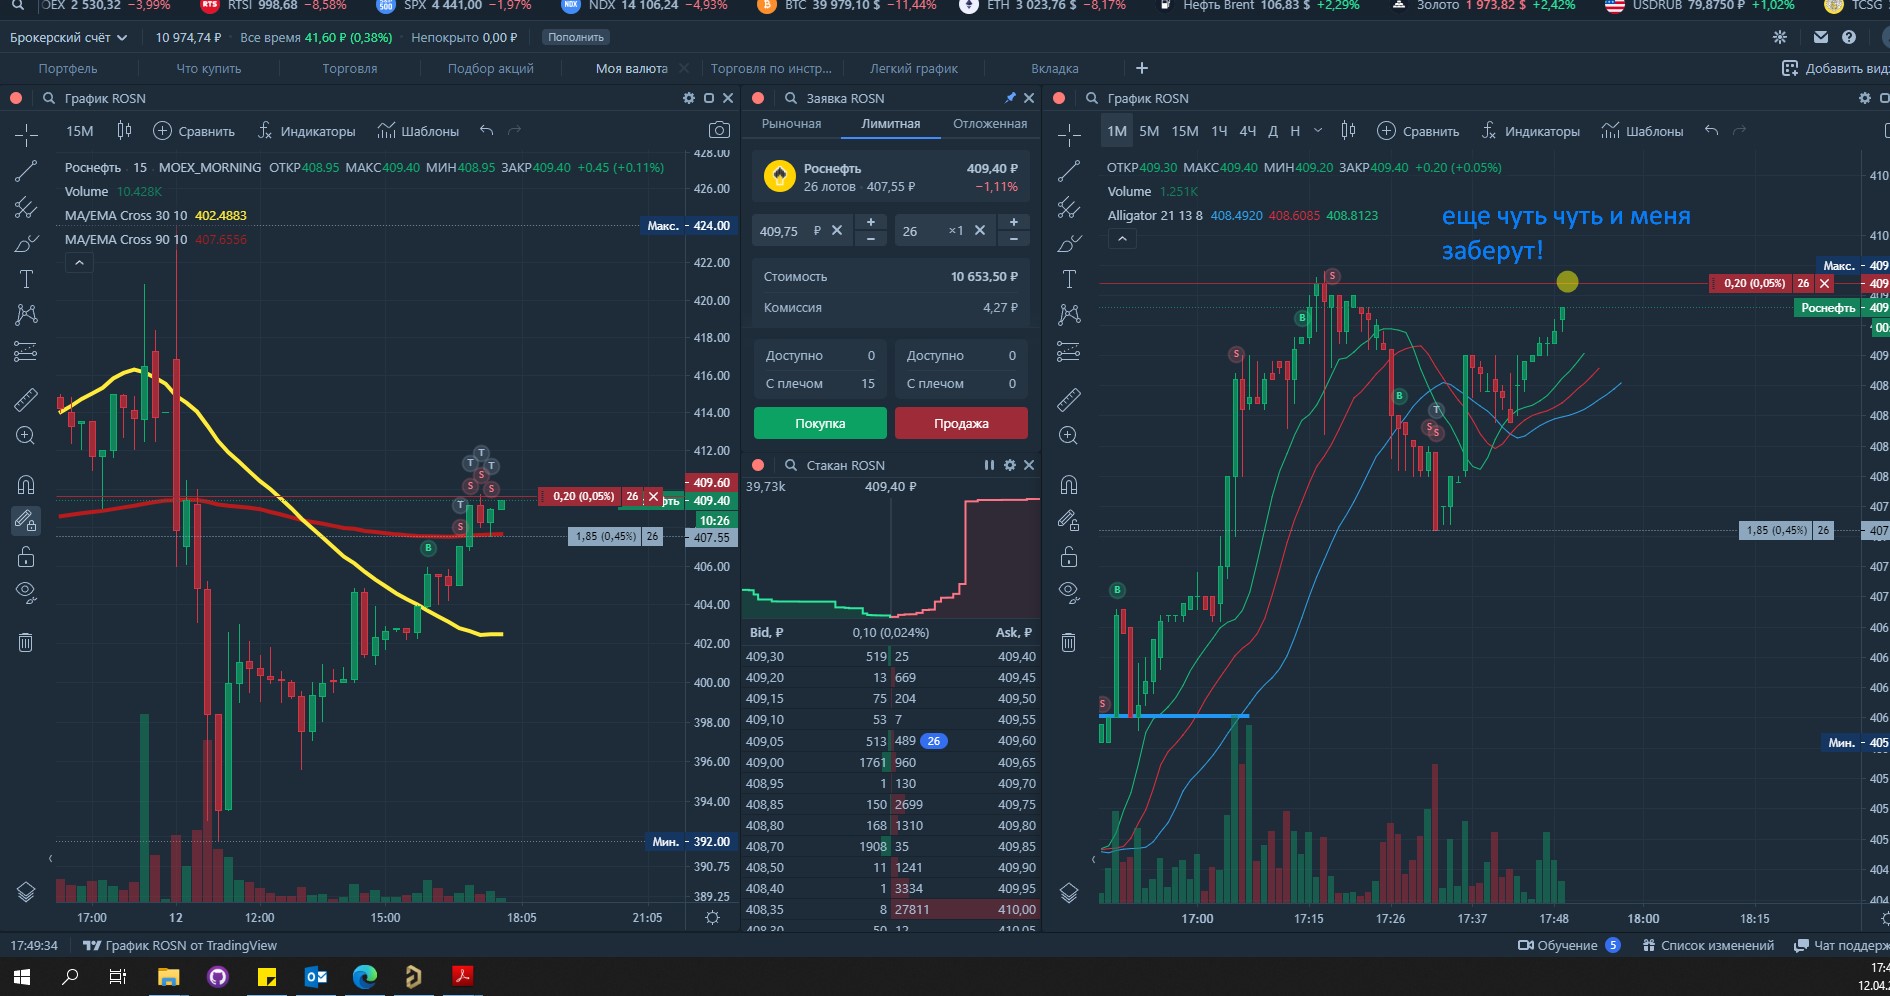 OEX 2 530,32 −3,99% RTS RTSI 998,68 −8,58% 500 SPX 4 441,00 −1,97% NDX NDX 14 106,24 −4,93% BTC 39 979,10 $ −11,44% ETH 3 023,76 $ −8,17% Нефть Brent 106,83 $ +2,29% Золото 1 973,82 $ +2,42% USDRUB 79,8750 ₽ +1,02% TCSG
Брокерский счёт 10 974,74 ₽ · Все время 41,60 ₽ (0,38%) · Непокрыто 0,00 ₽ Пополнить
Портфель Что купить Торговля Подбор акций Моя валюта Торговля по инстр... Легкий график Вкладка + Добавить вид
График ROSN
15М Сравнить Индикаторы Шаблоны
Роснефть · 15 · MOEX_MORNING ОТКР408.95 МАКС409.40 МИН408.95 ЗАКР409.40 +0.45 (+0.11%)
Volume 10.428K
MA/EMA Cross 30 10 402.4883
MA/EMA Cross 90 10 407.6556
428.00
426.00
Макс. 424.00
422.00
420.00
418.00
416.00
414.00
412.00
T
T T
S
S S
T
S
B
0,20 (0,05%) 26
409.60
409.40
10:26
1,85 (0,45%) 26 407.55
406.00
404.00
402.00
400.00
398.00
396.00
394.00
Мин. 392.00
390.75
389.25
17:00 12 12:00 15:00 18:05 21:05
Заявка ROSN
Рыночная Лимитная Отложенная
Роснефть 409,40 ₽
26 лотов · 407,55 ₽ −1,11%
409,75 ₽ + − 26 ×1 + −
Стоимость 10 653,50 ₽
Комиссия 4,27 ₽
Доступно 0 Доступно 0
С плечом 15 С плечом 0
Покупка Продажа
Стакан ROSN
39,73k 409,40 ₽
Bid, ₽ 0,10 (0,024%) Ask, ₽
409,30 519 25 409,40
409,20 13 669 409,45
409,15 75 204 409,50
409,10 53 7 409,55
409,05 513 489 26 409,60
409,00 1761 960 409,65
408,95 1 130 409,70
408,85 150 2699 409,75
408,80 168 1310 409,80
408,70 1908 35 409,85
408,50 11 1241 409,90
408,40 1 3334 409,95
408,35 8 27811 410,00
408,30 50 12 410,05
График ROSN
1М 5М 15М 1Ч 4Ч Д Н Сравнить Индикаторы Шаблоны
ОТКР409.30 МАКС409.40 МИН409.20 ЗАКР409.40 +0.20 (+0.05%)
Volume 1.251K
Alligator 21 13 8 408.4920 408.6085 408.8123
еще чуть чуть и меня
заберут!
410
410
Макс. 409
0,20 (0,05%) 26 409
Роснефть 409
00:
409
408
408
408
407
1,85 (0,45%) 26 407
407
407
406
406
406
Мин. 405
405
405
405
404
404
S
B
S
B
T
S S
B
S
17:00 17:15 17:26 17:37 17:48 18:00 18:15
17:49:34 График ROSN от TradingView Обучение 5 Список изменений Чат поддерж
17:4
12.04.2